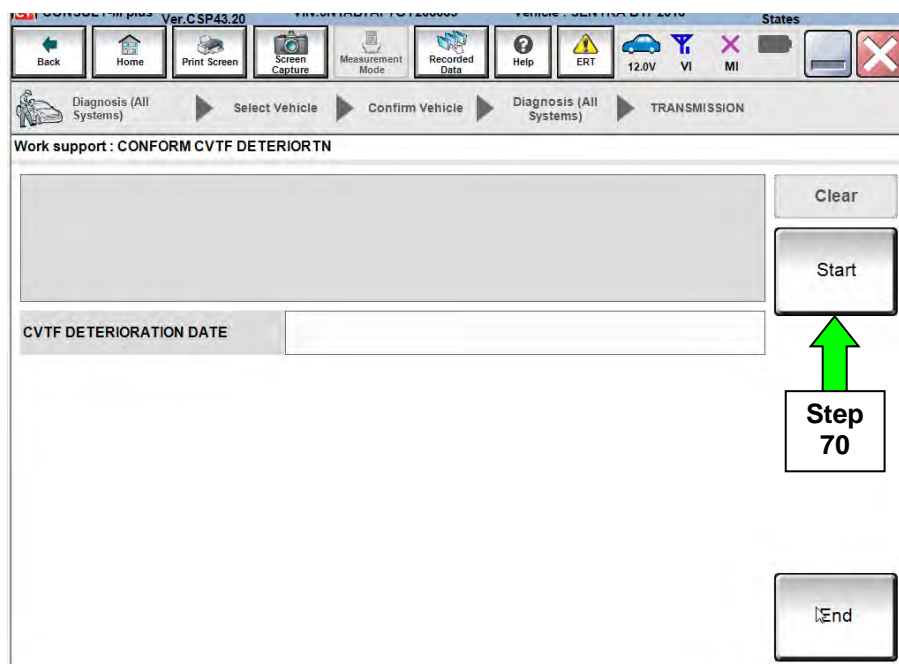 Ver.CSP43.20
States
Back
Home
Print Screen
Screen
Capture
Measurement
Mode
Recorded
Data
Help
ERT
12.0V
VI
MI
Diagnosis (All
Systems)
Select Vehicle
Confirm Vehicle
Diagnosis (All
Systems)
TRANSMISSION
Work support : CONFORM CVTF DETERIORTN
Clear
Start
CVTF DETERIORATION DATE
Step
70
End